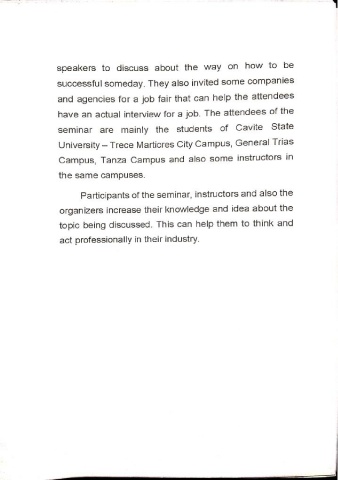 speakers to discuss about the way on how to be
successful someday. They also invited some companies
and agencies for a job fair that can help the attendees
have an actual interview for a job. The attendees of the
seminar are mainly the students of Cavite State
University – Trece Martiores City Campus, General Trias
Campus, Tanza Campus and also some instructors in
the same campuses.
Participants of the seminar, instructors and also the
organizers increase their knowledge and idea about the
topic being discussed. This can help them to think and
act professionally in their industry.